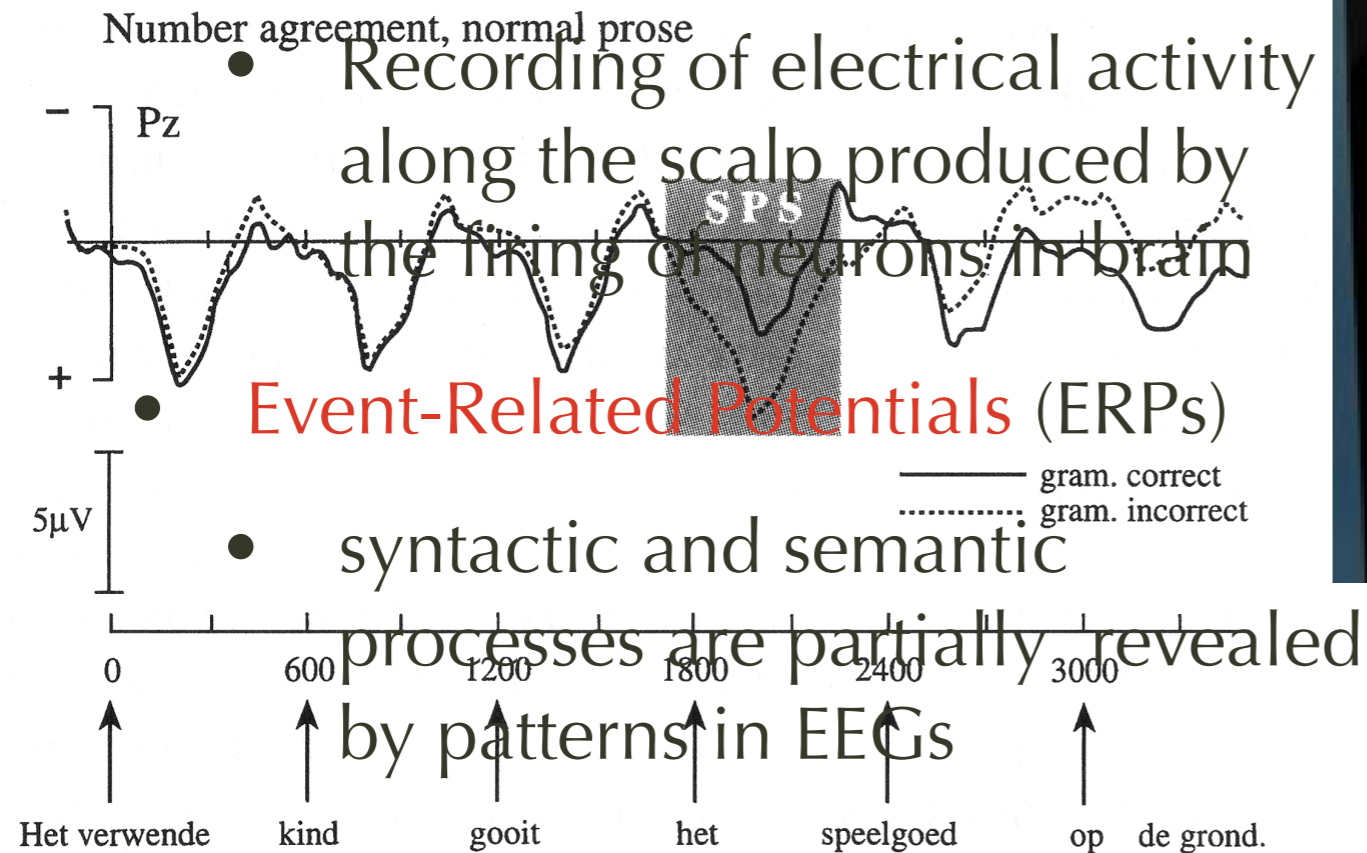 Number agreement, normal prose
• Recording of electrical activity
along the scalp produced by
the firing of neurons in brain
−
Pz
SPS
+
• Event-Related Potentials (ERPs)
gram. correct
gram. incorrect
5µV
• syntactic and semantic
processes are partially revealed
by patterns in EEGs
0 600 1200 1800 2400 3000
Het verwende kind gooit het speelgoed op de grond.